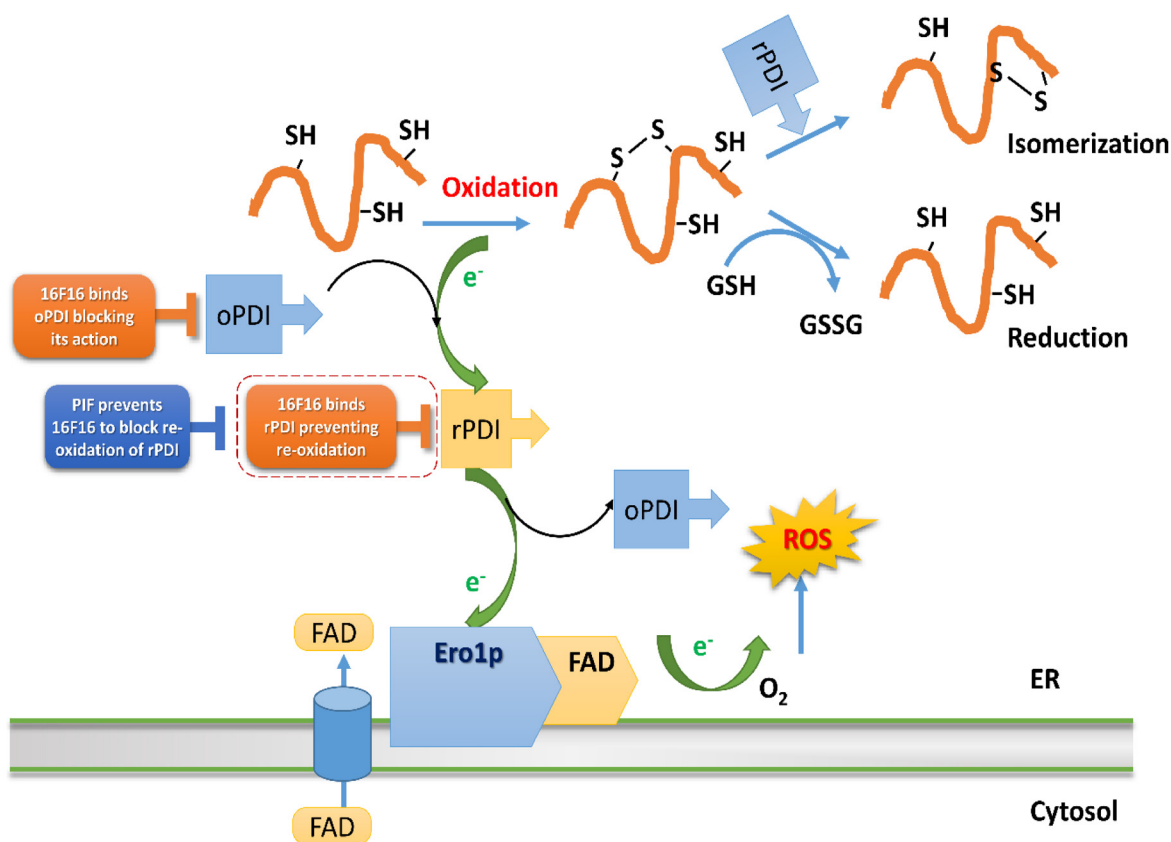 SH
SH
-SH
Oxidation
e-
S
S
SH
-SH
rPDI
SH
S
S
Isomerization
GSH
GSSG
SH
SH
-SH
Reduction
16F16 binds
oPDI blocking
its action
oPDI
PIF prevents
16F16 to block re-
oxidation of rPDI
16F16 binds
rPDI preventing
re-oxidation
rPDI
oPDI
ROS
e-
FAD
Ero1p
FAD
e-
O2
ER
FAD
Cytosol